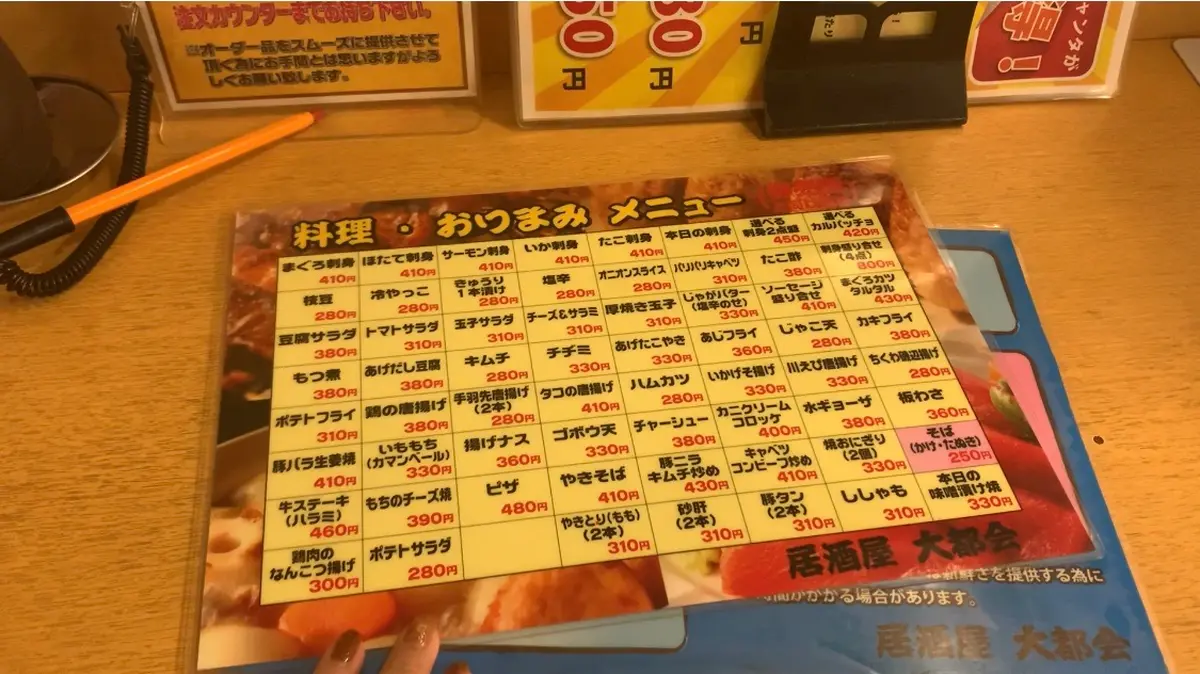 注文カウンターまでお持ち下さい。
※オーダー品をスムーズに提供させて
頂く為にお手間とは思いますがよろ
しくお願い致します。
50円
80円
円
料理・おつまみ メニュー
まぐろ刺身 410円
ほたて刺身 410円
サーモン刺身 410円
いか刺身 410円
たこ刺身 410円
本日の刺身 410円
選べる
刺身2点盛 450円
選べる
カルパッチョ 420円
枝豆 210円
冷やっこ 280円
きゅうり
1本漬け 280円
塩辛 280円
オニオンスライス 280円
パリパリキャベツ 310円
たこ酢 380円
刺身盛り合せ
(4点) 800円
豆腐サラダ 380円
トマトサラダ 310円
玉子サラダ 310円
チーズ&サラミ 310円
厚焼き玉子 310円
じゃがバター
(塩辛のせ) 330円
ソーセージ
盛り合せ 410円
まぐろカツ
タルタル 430円
もつ煮 380円
あげだし豆腐 380円
キムチ 280円
チヂミ 310円
あげたこやき 330円
あじフライ 360円
じゃこ天 280円
カキフライ 380円
ポテトフライ 310円
鶏の唐揚げ 380円
手羽先唐揚げ
(2本) 280円
タコの唐揚げ 410円
ハムカツ 280円
いかげそ揚げ 330円
川えび唐揚げ 330円
ちくわ磯辺揚げ 280円
豚バラ生姜焼 410円
いももち
(カマンベール) 330円
揚げナス 360円
ゴボウ天 330円
チャーシュー 380円
カニクリーム
コロッケ 400円
水ギョーザ 380円
板わさ 360円
牛ステーキ
(ハラミ) 460円
もちのチーズ焼 390円
ピザ 480円
やきそば 410円
豚ニラ
キムチ炒め 430円
キャベツ
コンビーフ炒め 410円
焼おにぎり
(2個) 330円
そば
(かけ・たぬき) 250円
鶏肉の
なんこつ揚げ 300円
ポテトサラダ 280円
やきとり(もも)
(2本) 310円
砂肝
(2本) 310円
豚タン
(2本) 310円
ししゃも 310円
本日の
味噌漬け焼 330円
居酒屋 大都会
新鮮さを提供する為に
時間がかかる場合があります。
居酒屋 大都会